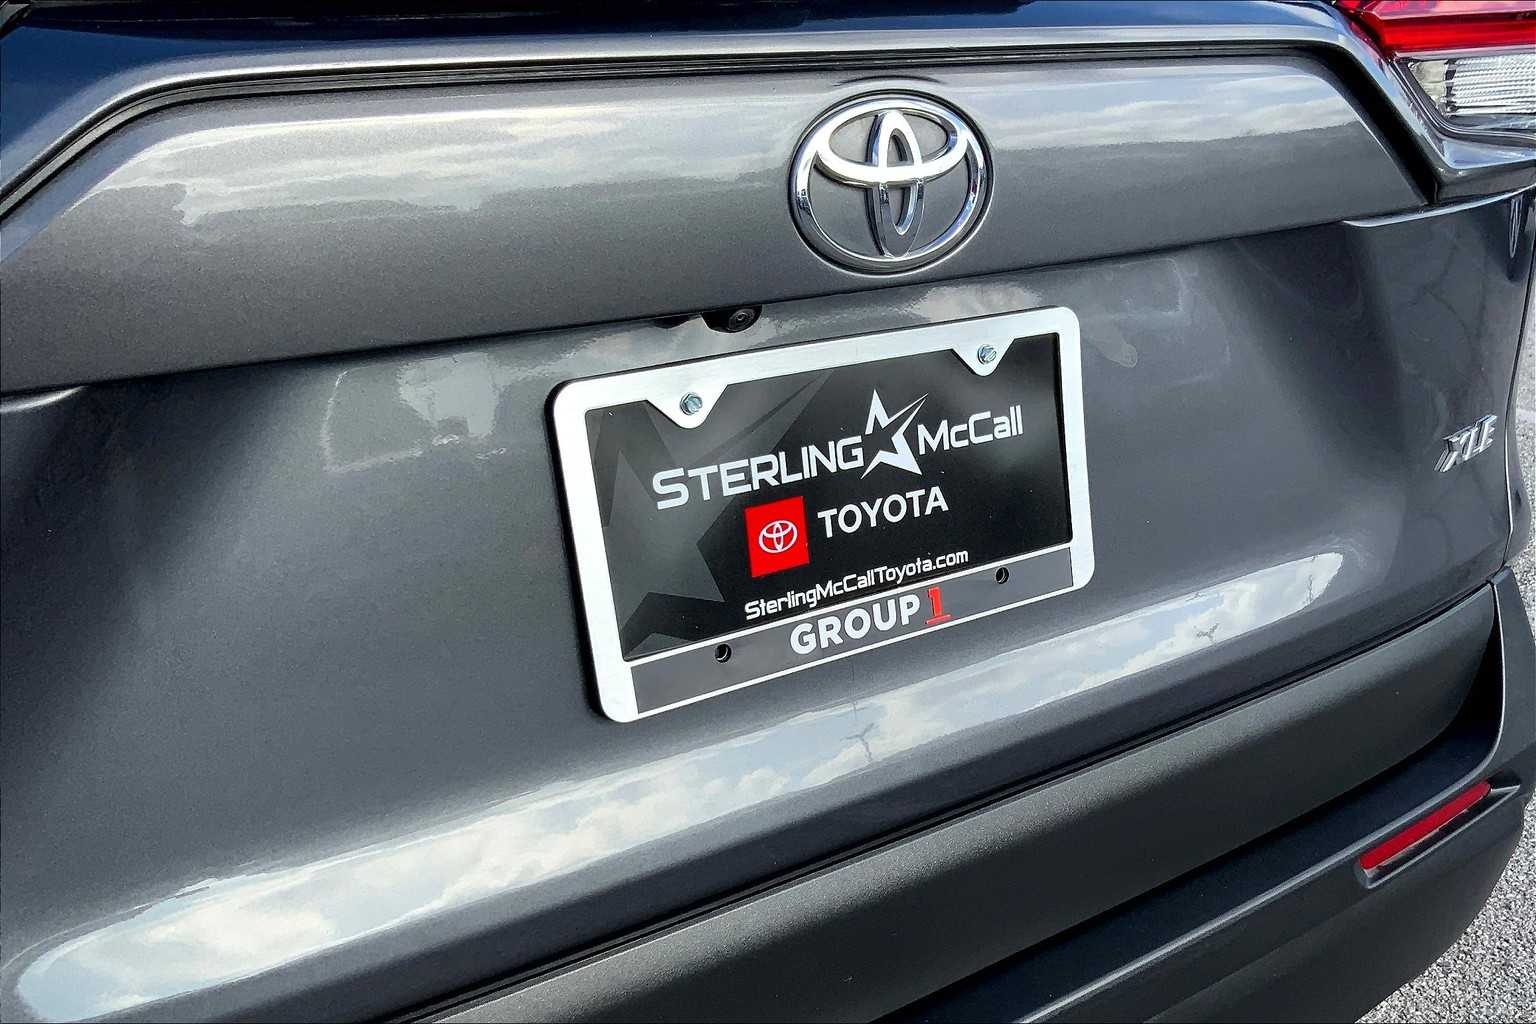 STERLING McCall
TOYOTA
SterlingMcCallToyota.com
GROUP 1
XLE